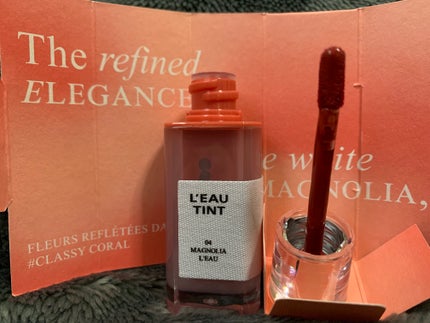 The refined
ELEGANCE
e white
MAGNOLIA,
FLEURS REFLÉTÉES DA
#CLASSY CORAL
L'EAU
TINT
04
MAGNOLIA
L'EAU